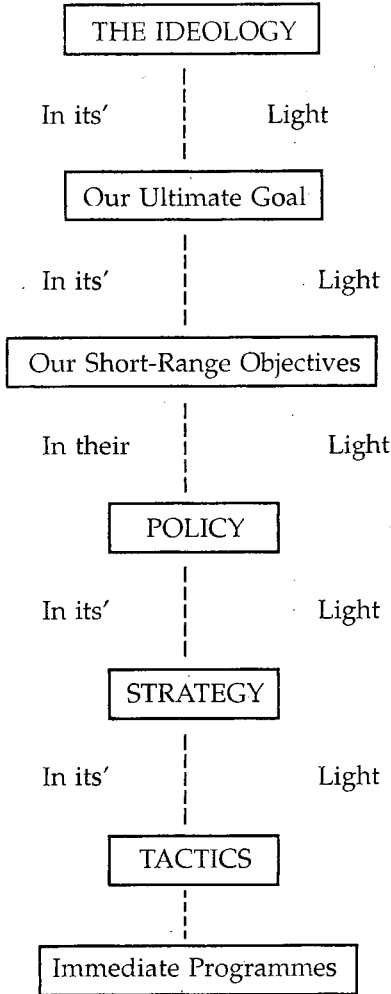 THE IDEOLOGY
In its' Light
Our Ultimate Goal
In its' Light
Our Short-Range Objectives
In their Light
POLICY
In its' Light
STRATEGY
In its' Light
TACTICS
Immediate Programmes